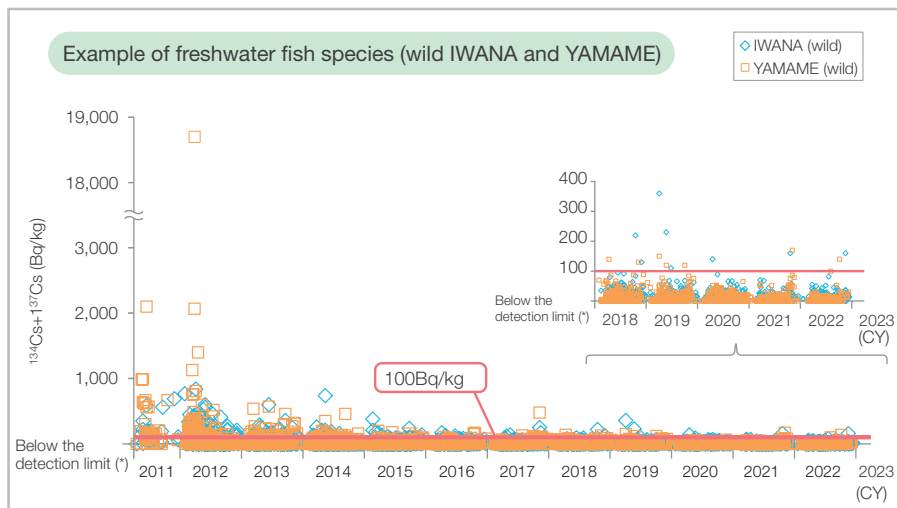 Example of freshwater fish species (wild IWANA and YAMAME)
IWANA (wild)
YAMAME (wild)
19,000
18,000
3,000
2,000
1,000
¹³⁴Cs+1³⁷Cs (Bq/kg)
Below the
detection limit (*)
2011 2012 2013 2014 2015 2016 2017 2018 2019 2020 2021 2022 2023
(CY)
100Bq/kg
400
300
200
100
Below the
detection limit (*)
2018 2019 2020 2021 2022 2023
(CY)